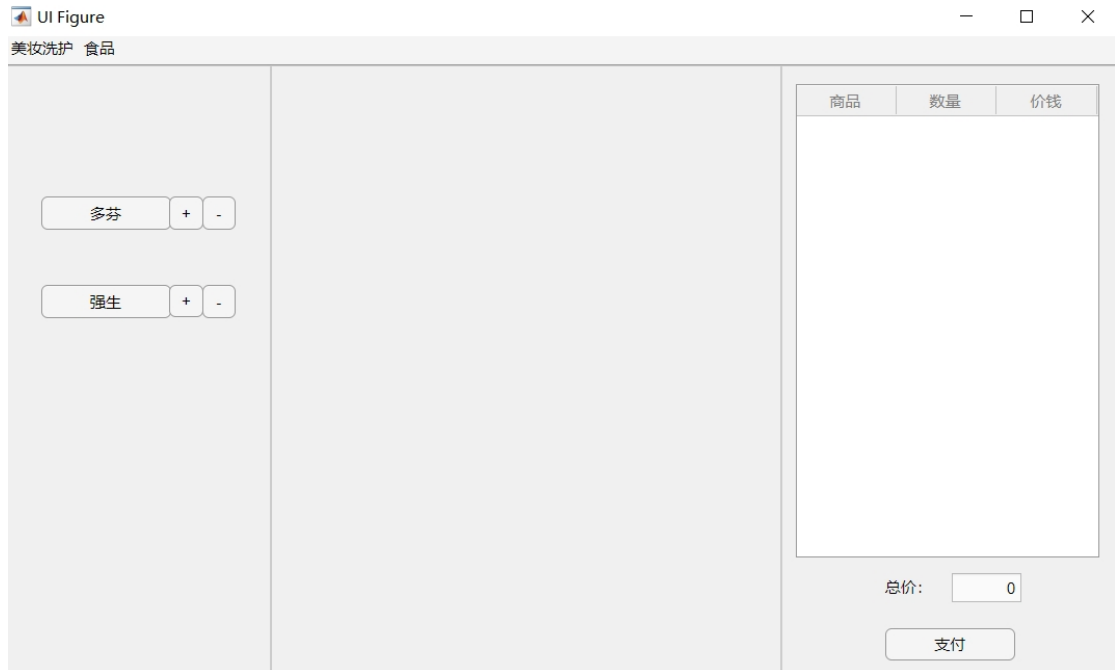 UI Figure
美妆洗护 食品
多芬 + -
强生 + -
商品 数量 价钱
总价: 0
支付